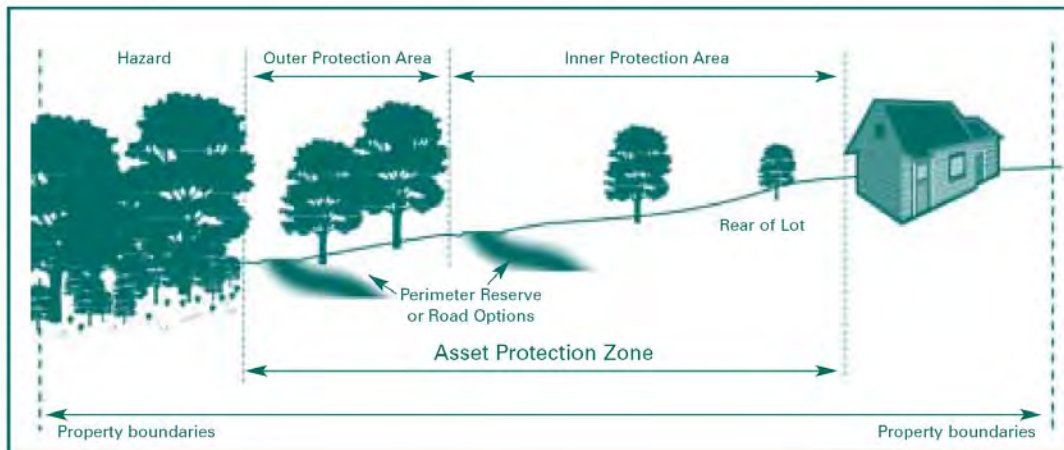 Hazard
Outer Protection Area
Inner Protection Area
Rear of Lot
Perimeter Reserve
or Road Options
Asset Protection Zone
Property boundaries
Property boundaries